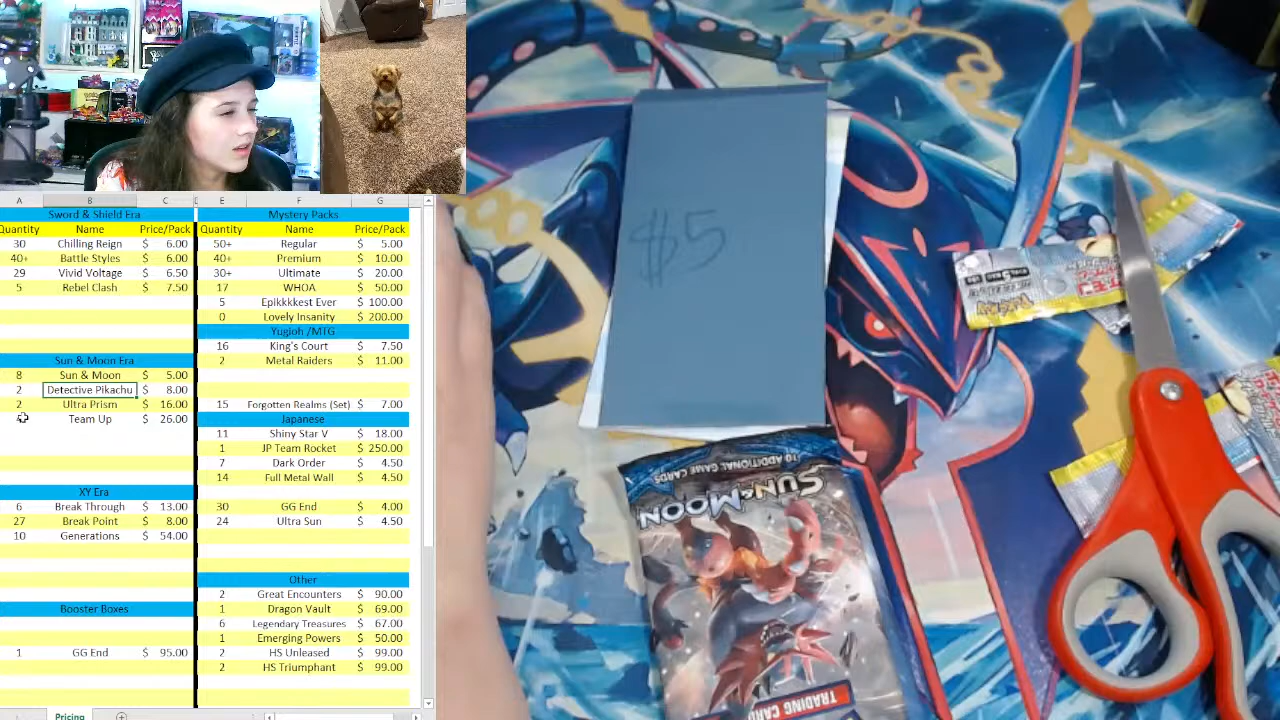 A B C E F G
Sword & Shield Era
Quantity Name Price/Pack
30 Chilling Reign $ 6.00
40+ Battle Styles $ 6.00
29 Vivid Voltage $ 6.50
5 Rebel Clash $ 7.50
Sun & Moon Era
8 Sun & Moon $ 5.00
2 Detective Pikachu $ 8.00
2 Ultra Prism $ 16.00
Team Up $ 26.00
XY Era
6 Break Through $ 13.00
27 Break Point $ 8.00
10 Generations $ 54.00
Booster Boxes
1 GG End $ 95.00
Mystery Packs
Quantity Name Price/Pack
50+ Regular $ 5.00
40+ Premium $ 10.00
30+ Ultimate $ 20.00
17 WHOA $ 50.00
5 Epikkkkest Ever $ 100.00
0 Lovely Insanity $ 200.00
Yugioh /MTG
16 King's Court $ 7.50
2 Metal Raiders $ 11.00
15 Forgotten Realms (Set) $ 7.00
Japanese
11 Shiny Star V $ 18.00
1 JP Team Rocket $ 250.00
7 Dark Order $ 4.50
14 Full Metal Wall $ 4.50
30 GG End $ 4.00
24 Ultra Sun $ 4.50
Other
2 Great Encounters $ 90.00
1 Dragon Vault $ 69.00
6 Legendary Treasures $ 67.00
1 Emerging Powers $ 50.00
2 HS Unleased $ 99.00
2 HS Triumphant $ 99.00
Pricing
$5
10 ADDITIONAL GAME CARDS
SUN & MOON
TRADING CARD
POKÉMON